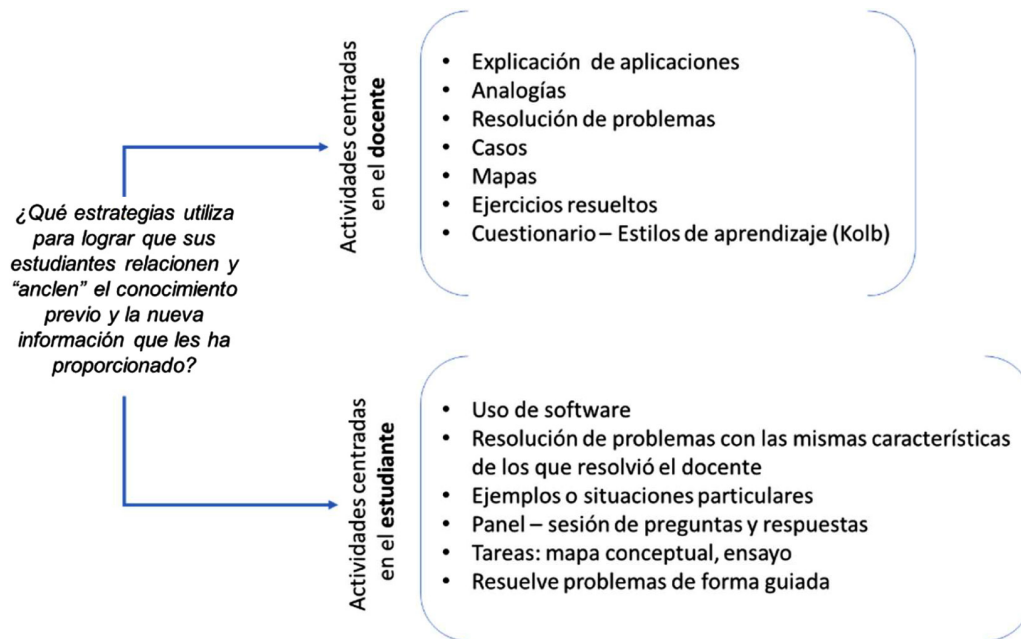 ¿Qué estrategias utiliza
para lograr que sus
estudiantes relacionen y
“anclen” el conocimiento
previo y la nueva
información que les ha
proporcionado?
Actividades centradas
en el docente
• Explicación de aplicaciones
• Analogías
• Resolución de problemas
• Casos
• Mapas
• Ejercicios resueltos
• Cuestionario – Estilos de aprendizaje (Kolb)
Actividades centradas
en el estudiante
• Uso de software
• Resolución de problemas con las mismas características
de los que resolvió el docente
• Ejemplos o situaciones particulares
• Panel – sesión de preguntas y respuestas
• Tareas: mapa conceptual, ensayo
• Resuelve problemas de forma guiada